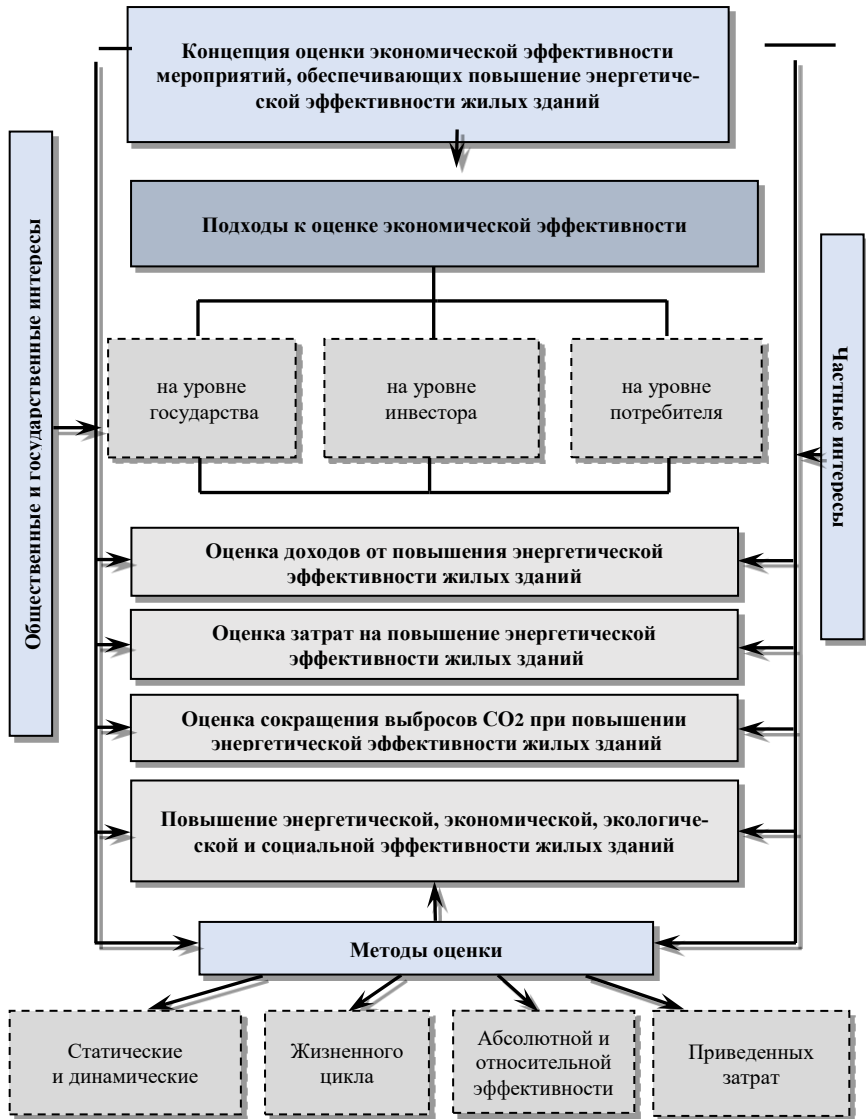 Концепция оценки экономической эффективности
мероприятий, обеспечивающих повышение энергетиче-
ской эффективности жилых зданий
Подходы к оценке экономической эффективности
Общественные и государственные интересы
Частные интересы
на уровне
государства
на уровне
инвестора
на уровне
потребителя
Оценка доходов от повышения энергетической
эффективности жилых зданий
Оценка затрат на повышение энергетической
эффективности жилых зданий
Оценка сокращения выбросов СО2 при повышении
энергетической эффективности жилых зданий
Повышение энергетической, экономической, экологиче-
ской и социальной эффективности жилых зданий
Методы оценки
Статические
и динамические
Жизненного
цикла
Абсолютной и
относительной
эффективности
Приведенных
затрат